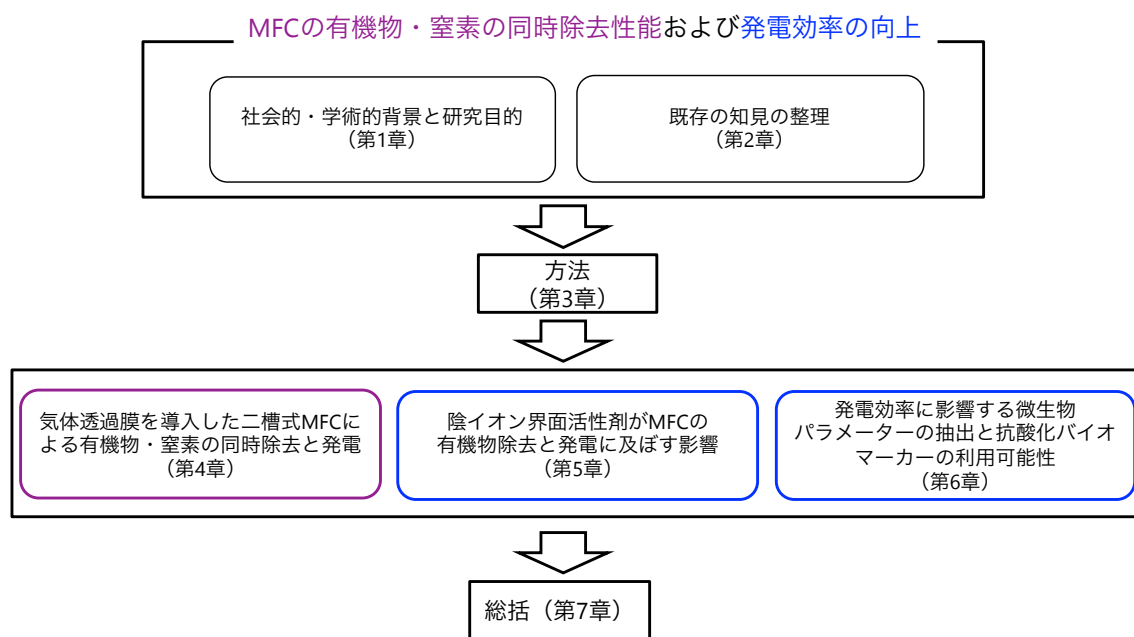 MFCの有機物・窒素の同時除去性能および発電効率の向上
社会的・学術的背景と研究目的
（第1章）
既存の知見の整理
（第2章）
方法
（第3章）
気体透過膜を導入した二槽式MFCに
よる有機物・窒素の同時除去と発電
（第4章）
陰イオン界面活性剤がMFCの
有機物除去と発電に及ぼす影響
（第5章）
発電効率に影響する微生物
パラメーターの抽出と抗酸化バイオ
マーカーの利用可能性
（第6章）
総括（第7章）